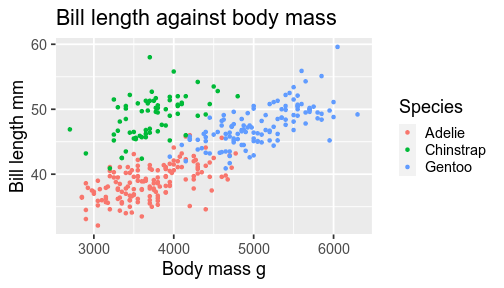 Bill length against body mass
60
50
40
Bill length mm
3000 4000 5000 6000
Body mass g
Species
Adelie
Chinstrap
Gentoo